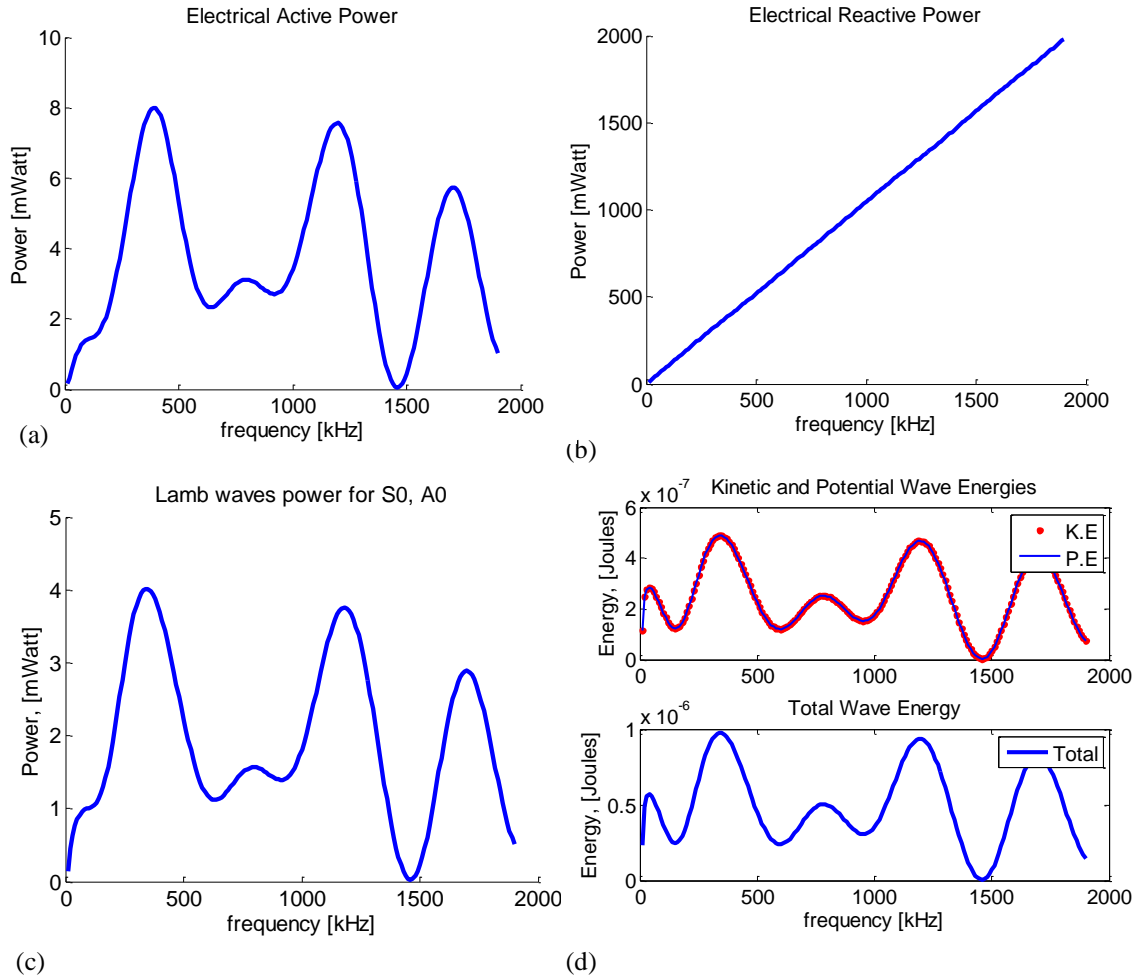 Electrical Active Power
10
8
6
4
2
0
Power [mWatt]
0 500 1000 1500 2000
frequency [kHz]
(a)
Electrical Reactive Power
2000
1500
1000
500
0
Power [mWatt]
0 500 1000 1500 2000
frequency [kHz]
(b)
Lamb waves power for S0, A0
5
4
3
2
1
0
Power, [mWatt]
0 500 1000 1500 2000
frequency [kHz]
(c)
Kinetic and Potential Wave Energies
6 x 10^-7
4
2
0
Energy, [Joules]
K.E
P.E
0 500 1000 1500 2000
Total Wave Energy
1 x 10^-6
0.5
0
Energy, [Joules]
Total
0 500 1000 1500 2000
frequency [kHz]
(d)